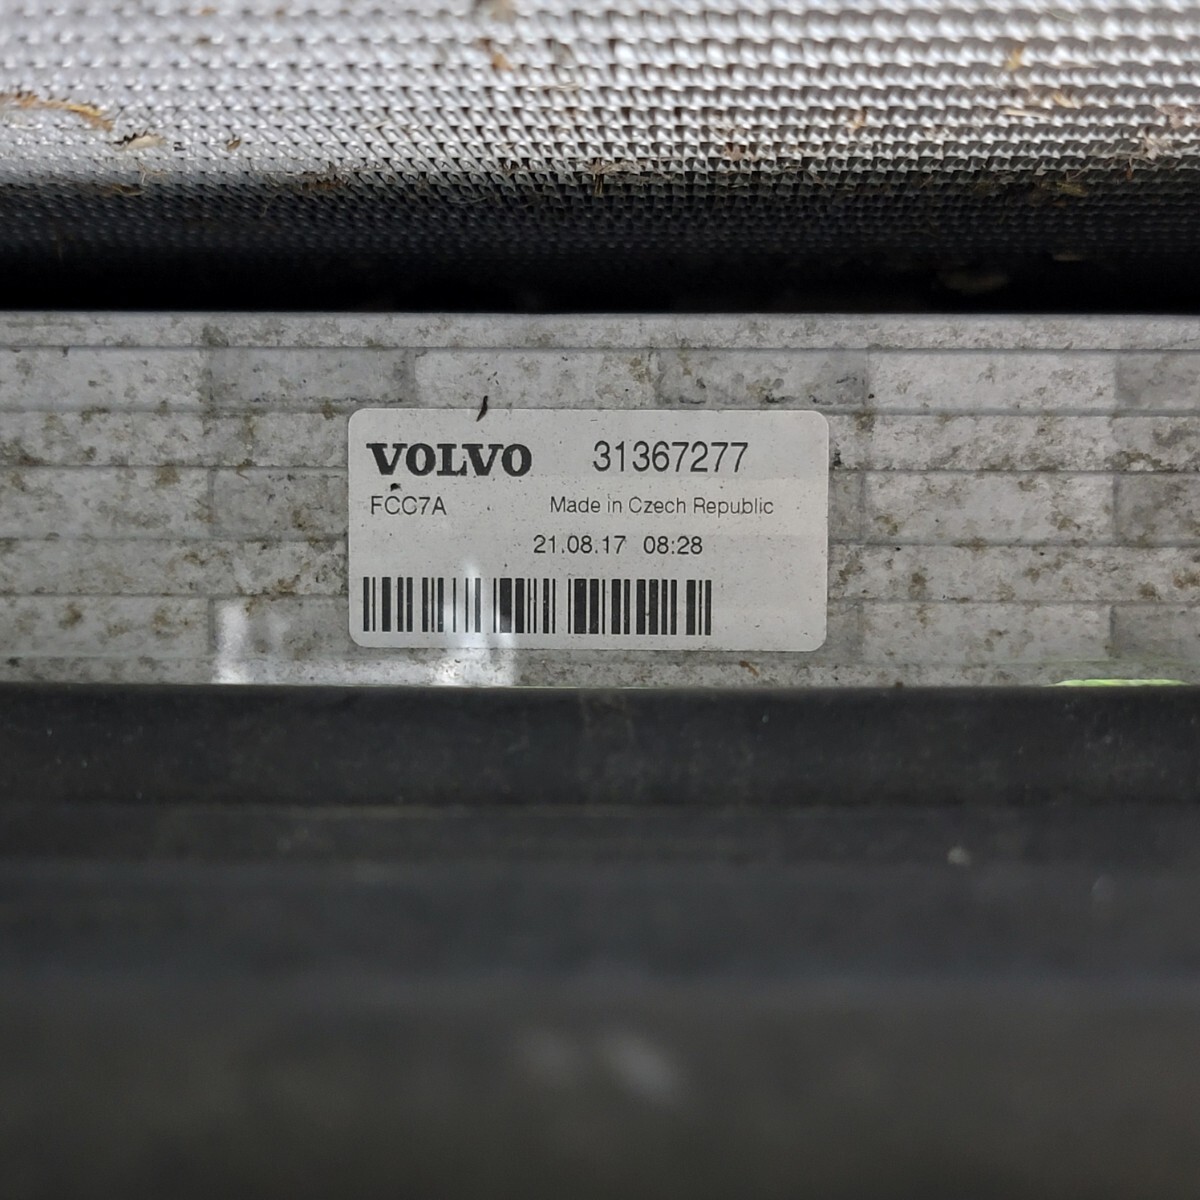 VOLVO 31367277
FCC7A Made in Czech Republic
21.08.17 08:28